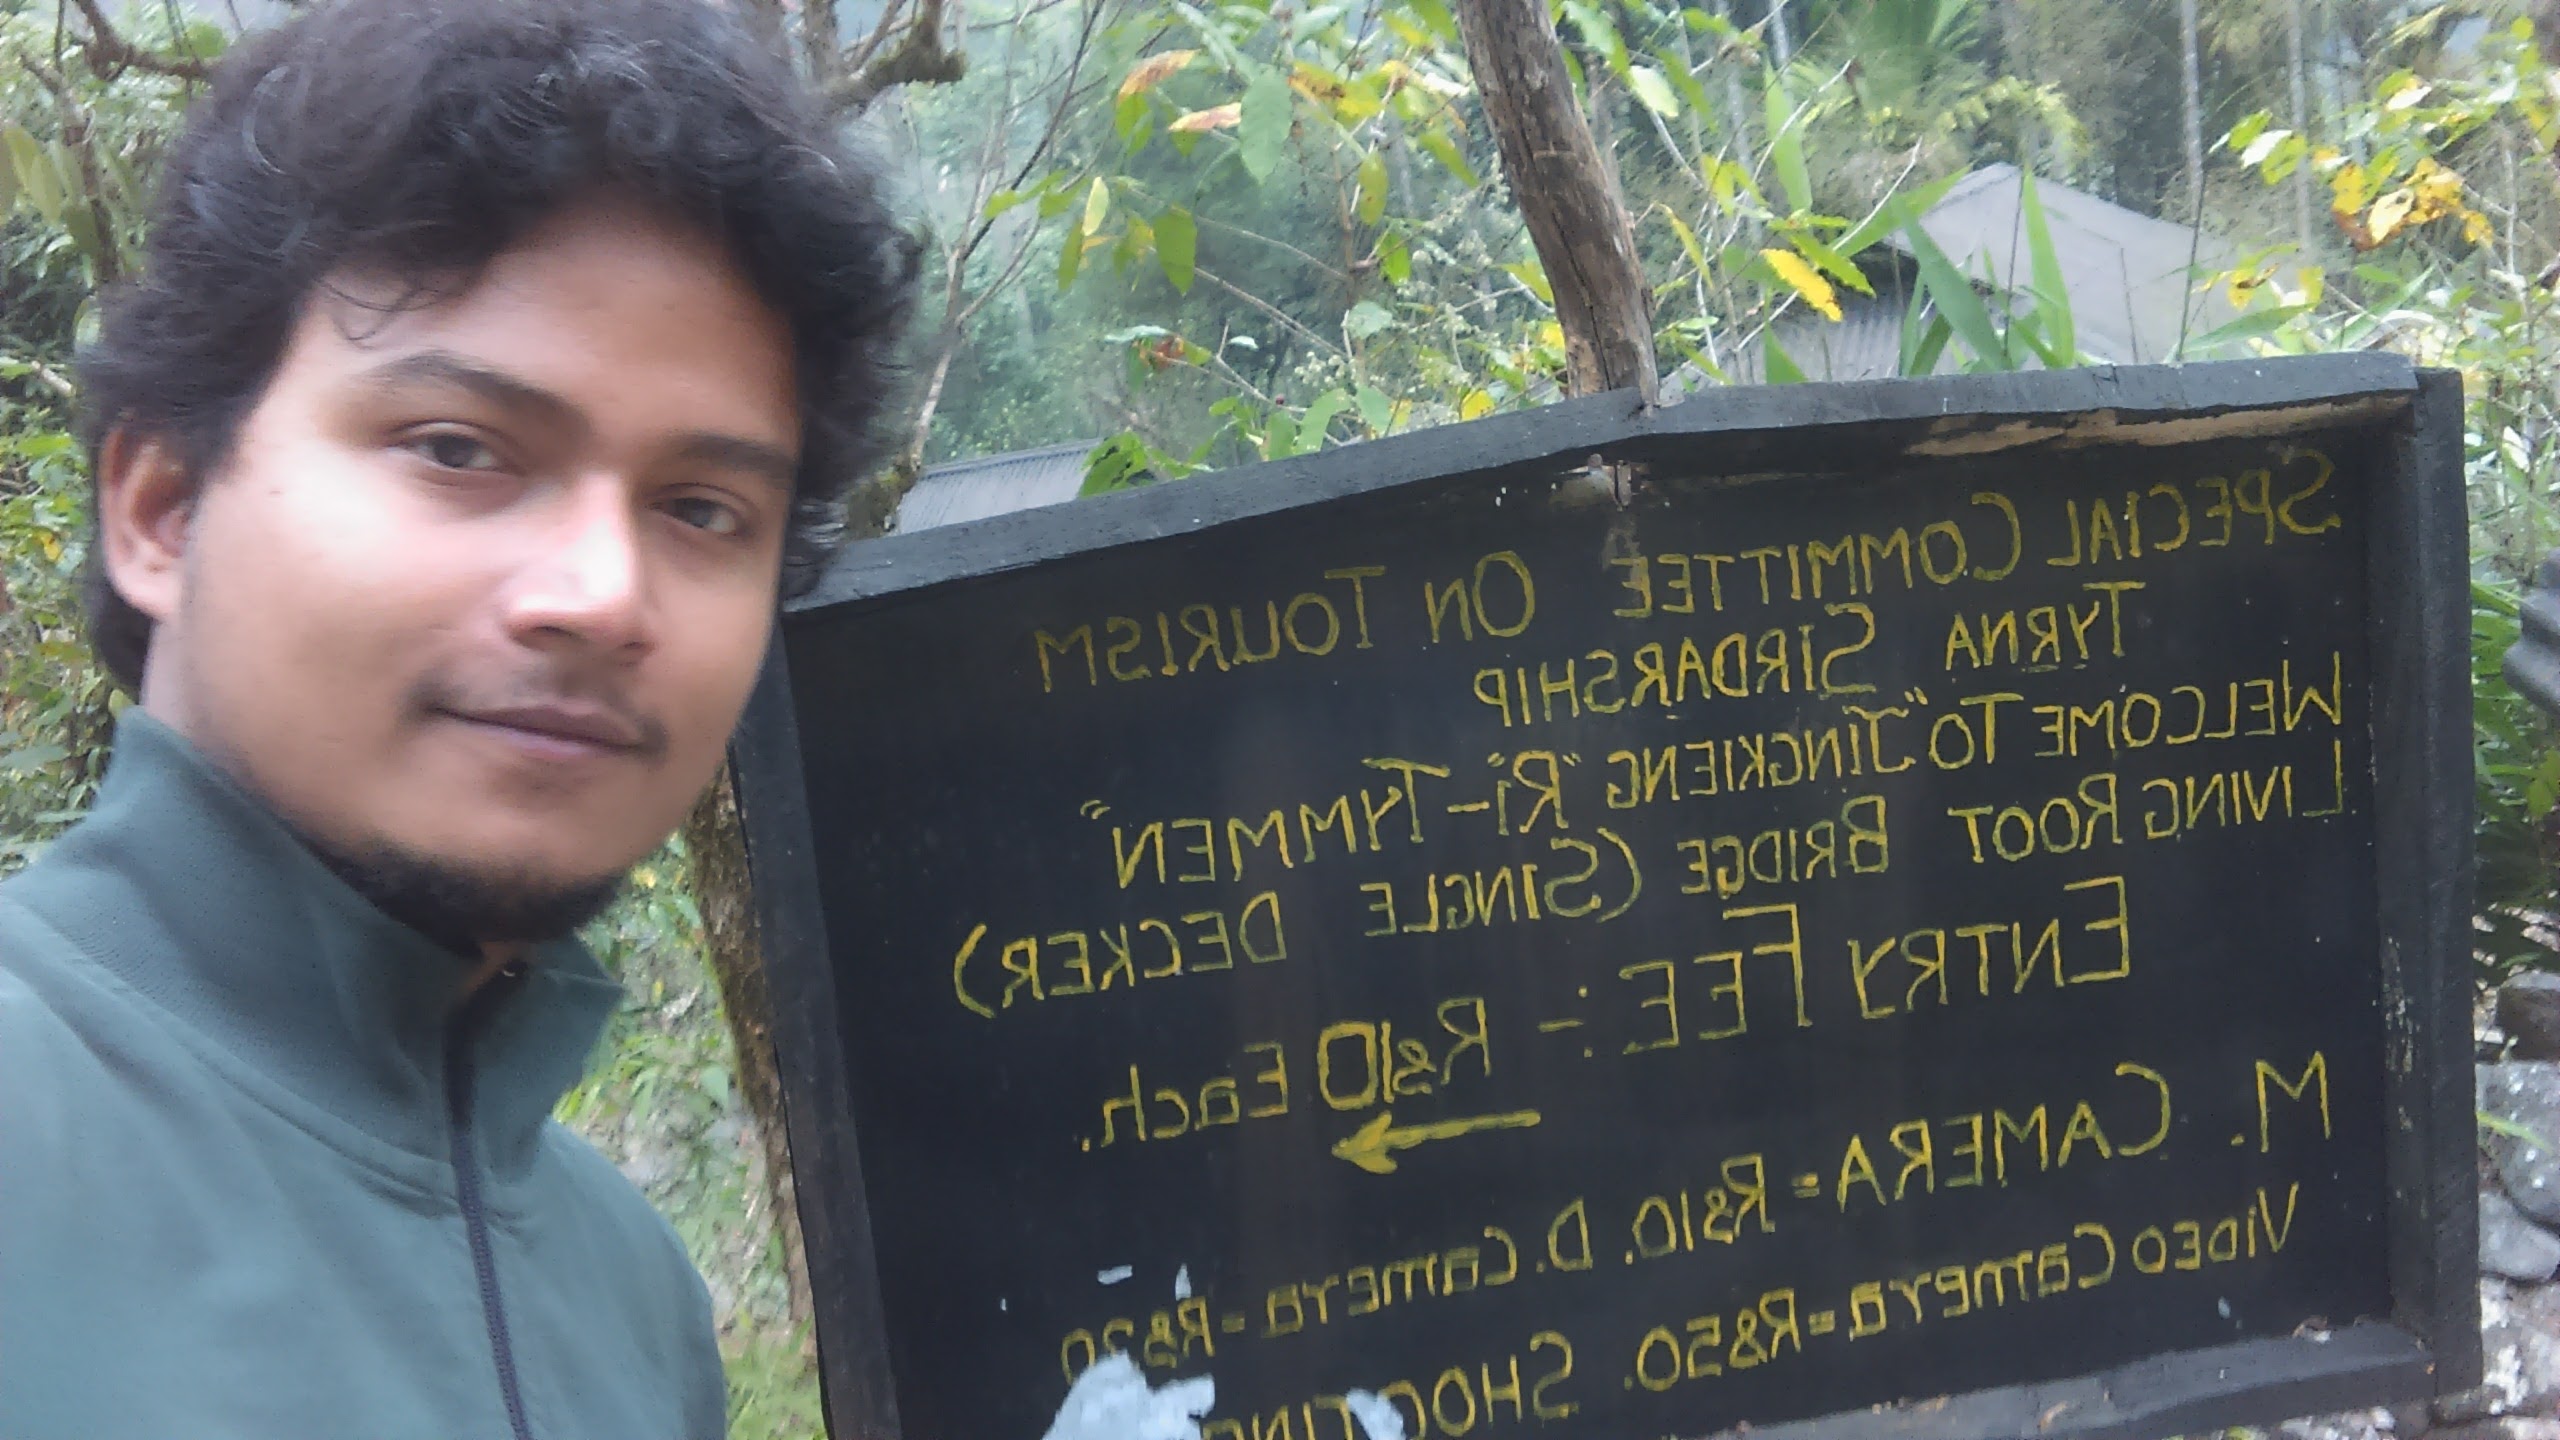 SPECIAL COMMITTEE ON TOURISM
TYRNA SIRDARSHIP
WELCOME TO "JINGKIENG "Ri"-TYMMEN"
LIVING ROOT BRIDGE (SINGLE DECKER)
ENTRY FEE:- Rs10 Each.
M. CAMERA = Rs10. D. Camera - Rs20
VIDEO Camera = Rs50. SHOOTING